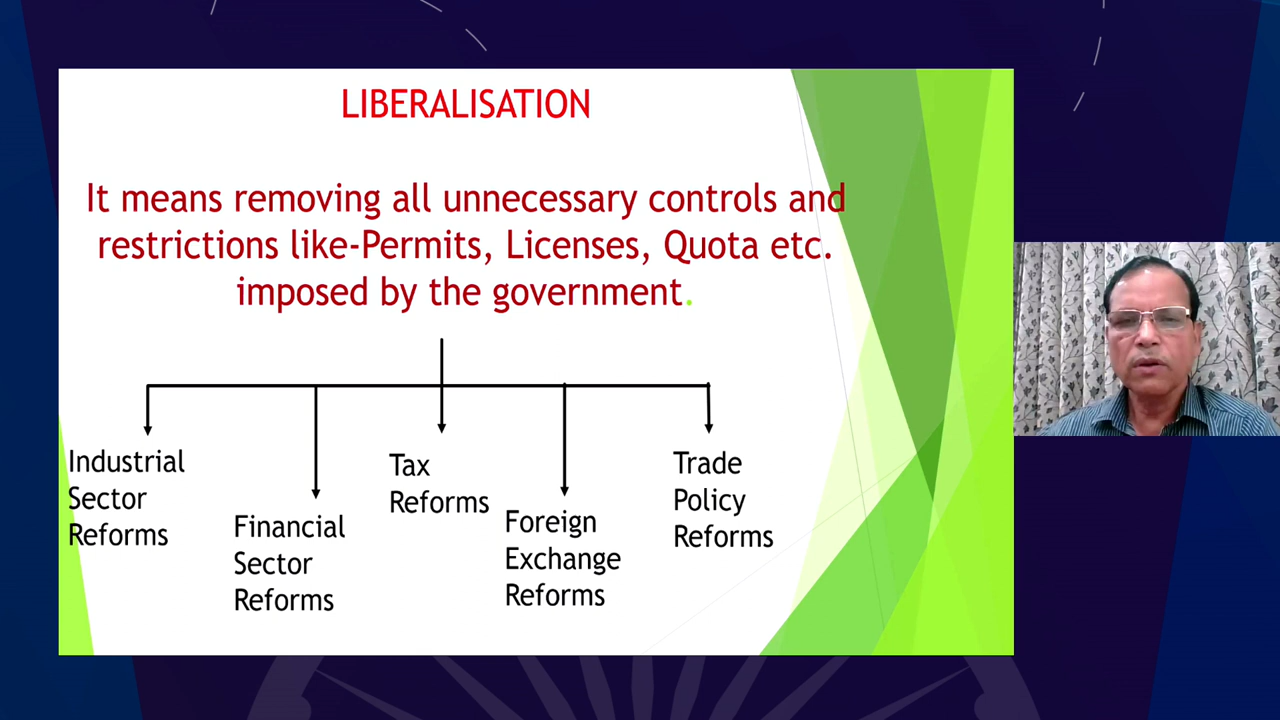 LIBERALISATION
It means removing all unnecessary controls and
restrictions like-Permits, Licenses, Quota etc.
imposed by the government.
Industrial
Sector
Reforms
Financial
Sector
Reforms
Tax
Reforms
Foreign
Exchange
Reforms
Trade
Policy
Reforms